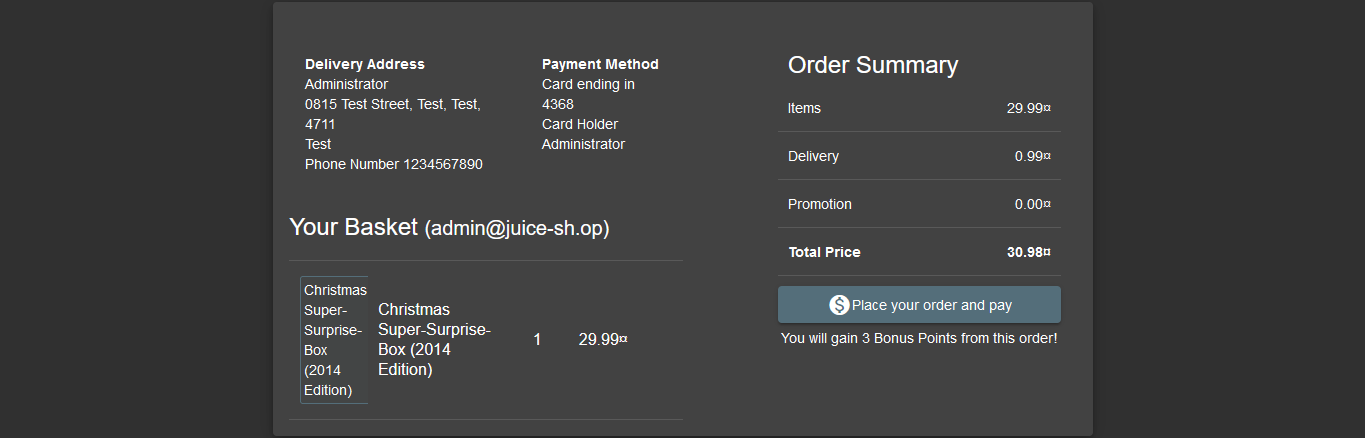 Delivery Address
Administrator
0815 Test Street, Test, Test,
4711
Test
Phone Number 1234567890
Payment Method
Card ending in
4368
Card Holder
Administrator
Order Summary
Items 29.99¤
Delivery 0.99¤
Promotion 0.00¤
Total Price 30.98¤
Place your order and pay
You will gain 3 Bonus Points from this order!
Your Basket (admin@juice-sh.op)
Christmas
Super-
Surprise-
Box
(2014
Edition)
Christmas
Super-Surprise-
Box (2014
Edition)
1
29.99¤